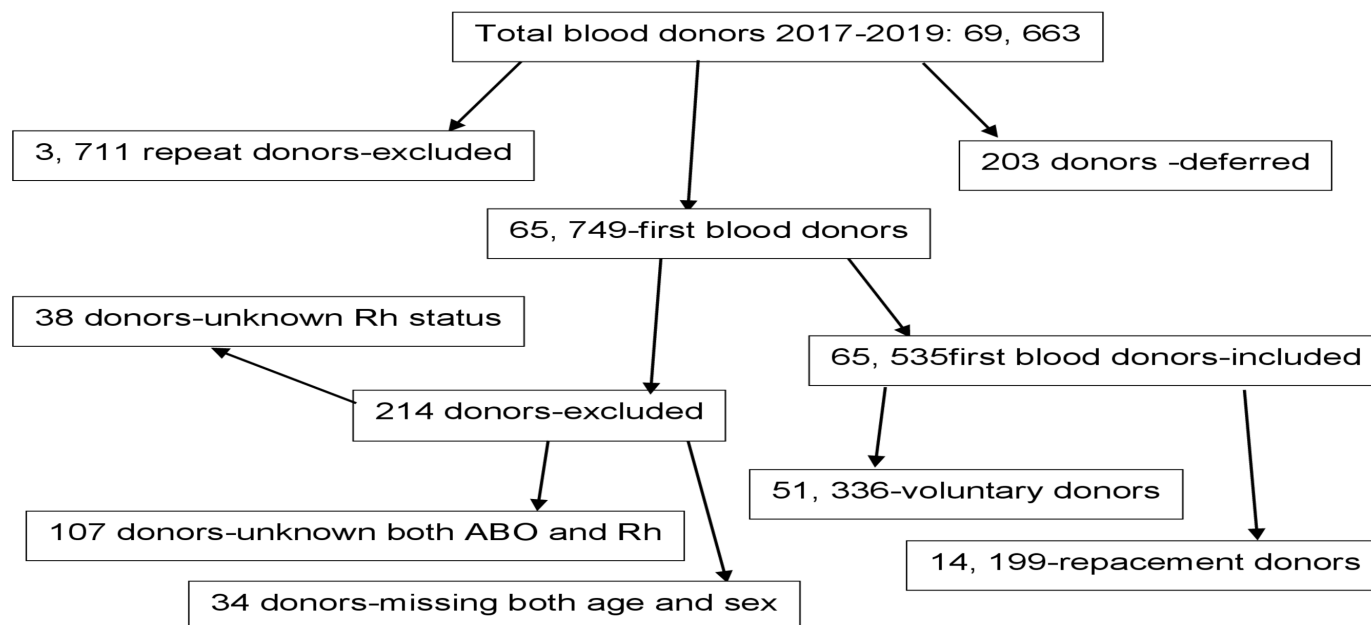 Total blood donors 2017-2019: 69, 663
3, 711 repeat donors-excluded
203 donors -deferred
65, 749-first blood donors
38 donors-unknown Rh status
65, 535first blood donors-included
214 donors-excluded
51, 336-voluntary donors
107 donors-unknown both ABO and Rh
14, 199-repacement donors
34 donors-missing both age and sex